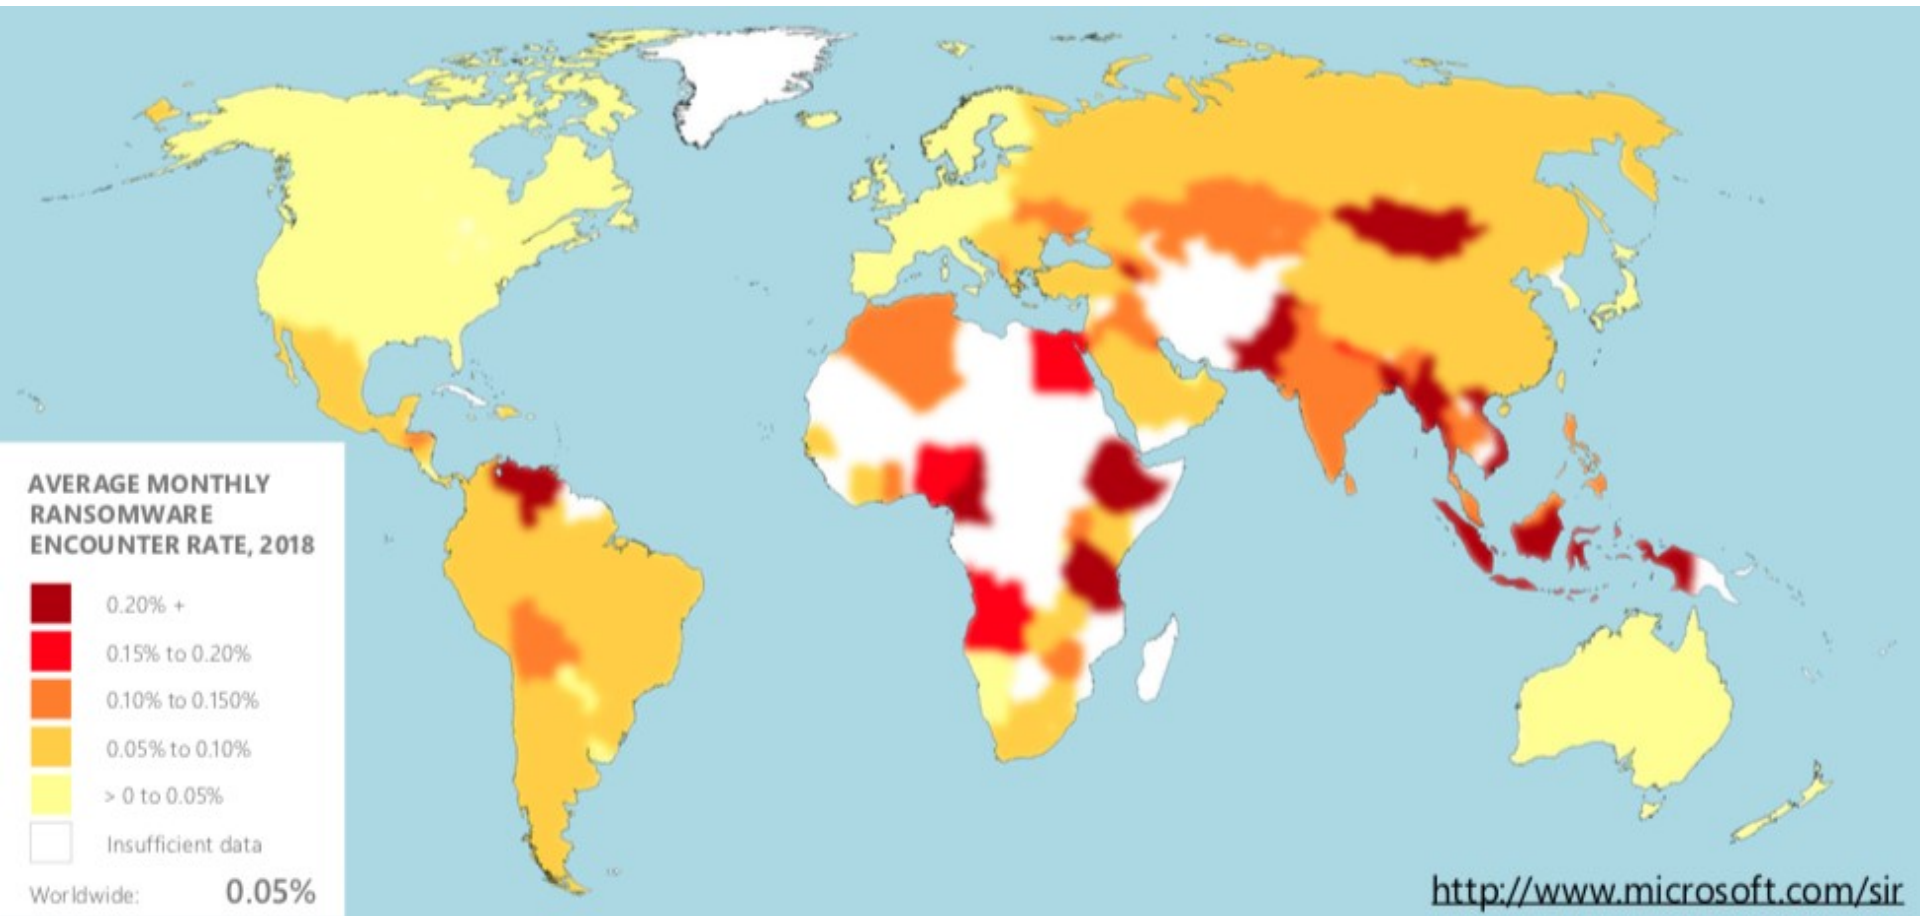 AVERAGE MONTHLY
RANSOMWARE
ENCOUNTER RATE, 2018
0.20% +
0.15% to 0.20%
0.10% to 0.150%
0.05% to 0.10%
> 0 to 0.05%
Insufficient data
Worldwide: 0.05%
http://www.microsoft.com/sir